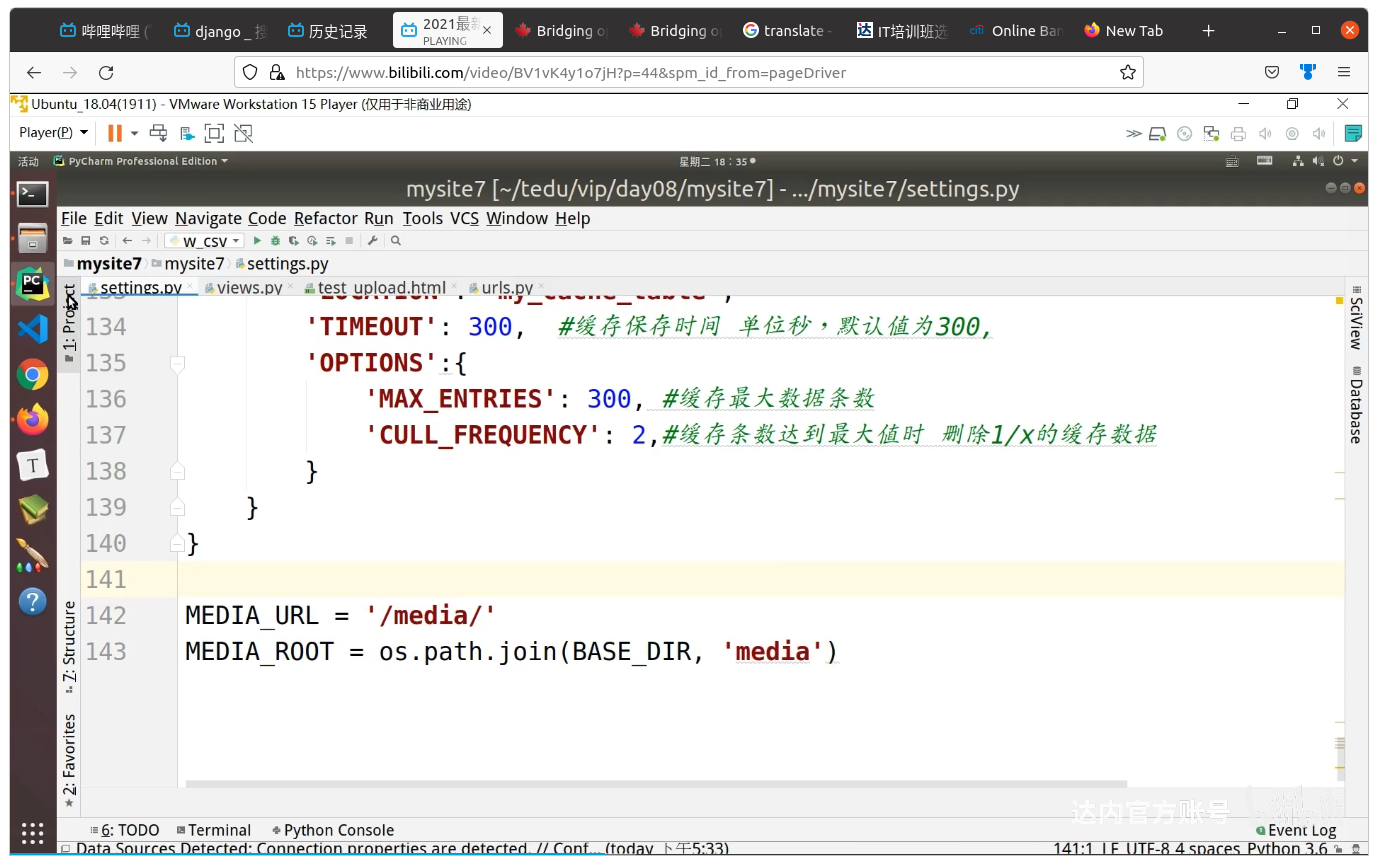 哔哩哔哩 (
django _ 搜
历史记录
2021最新
PLAYING
Bridging o
Bridging o
translate -
IT培训班选
Online Ban
New Tab
https://www.bilibili.com/video/BV1vK4y1o7jH?p=44&spm_id_from=pageDriver
Ubuntu_18.04(1911) - VMware Workstation 15 Player (仅用于非商业用途)
Player(P)
活动
PyCharm Professional Edition
星期二 18：35
mysite7 [~/tedu/vip/day08/mysite7] - .../mysite7/settings.py
File Edit View Navigate Code Refactor Run Tools VCS Window Help
w_csv
mysite7 mysite7 settings.py
settings.py views.py test_upload.html urls.py
1: Project
7: Structure
2: Favorites
SciView
Database
133 'LOCATION': 'my_cache_table',
134 'TIMEOUT': 300, #缓存保存时间 单位秒，默认值为300,
135 'OPTIONS':{
136 'MAX_ENTRIES': 300, #缓存最大数据条数
137 'CULL_FREQUENCY': 2,#缓存条数达到最大值时 删除1/x的缓存数据
138 }
139 }
140 }
141
142 MEDIA_URL = '/media/'
143 MEDIA_ROOT = os.path.join(BASE_DIR, 'media')
达内官方账号
6: TODO Terminal Python Console
Event Log
Data Sources Detected: Connection properties are detected. // Conf... (today 下午5:33)
141:1 LF UTF-8 4 spaces Python 3.6